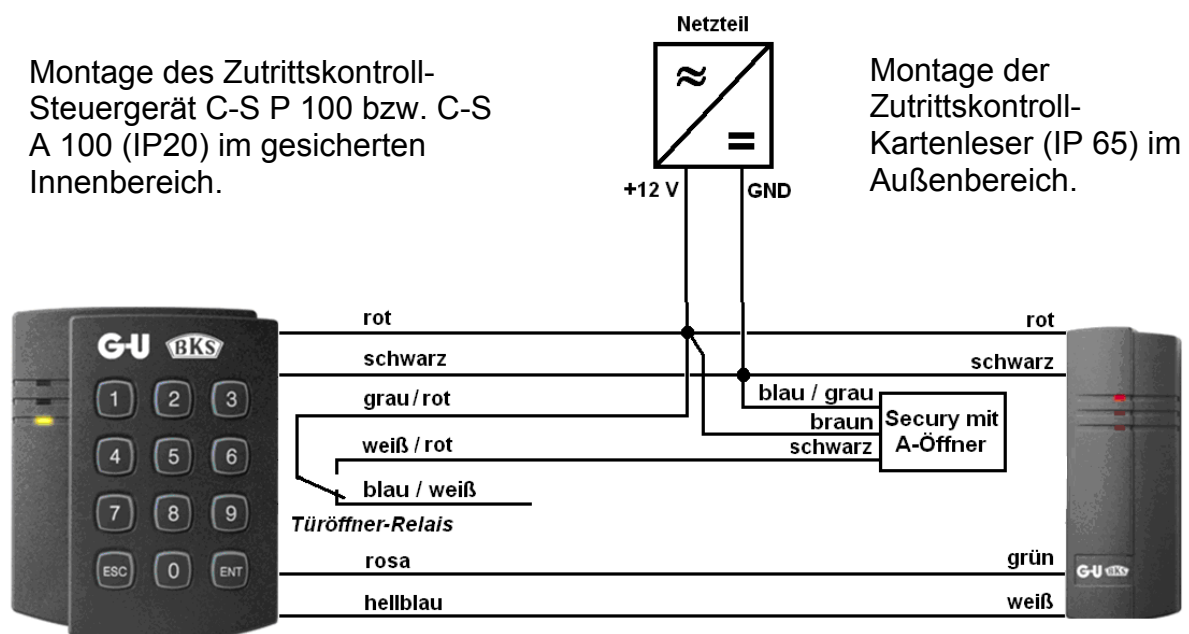 Netzteil
Montage des Zutrittskontroll-
Steuergerät C-S P 100 bzw. C-S
A 100 (IP20) im gesicherten
Innenbereich.
Montage der
Zutrittskontroll-
Kartenleser (IP 65) im
Außenbereich.
≈
=
+12 V
GND
rot
rot
schwarz
schwarz
grau / rot
blau / grau
braun
schwarz
Secury mit
A-Öffner
weiß / rot
blau / weiß
Türöffner-Relais
rosa
grün
hellblau
weiß
G-U BKS
1 2 3
4 5 6
7 8 9
ESC 0 ENT
G-U BKS